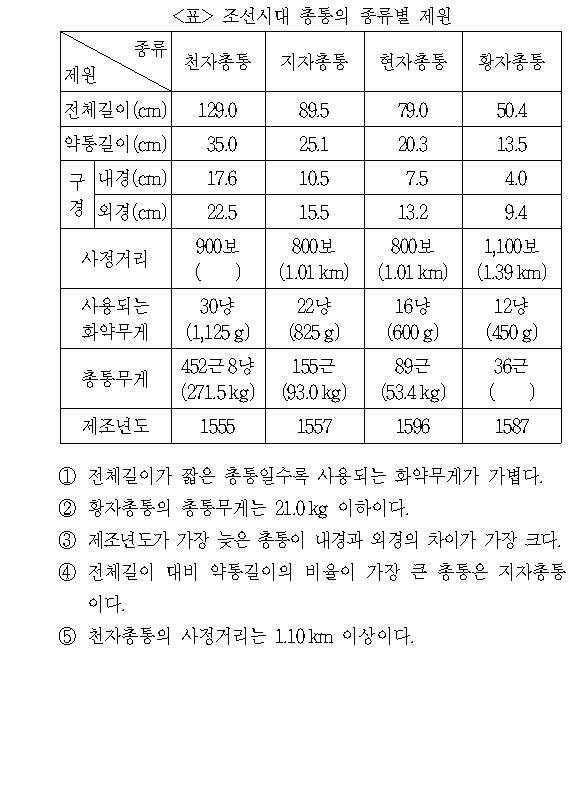 <표> 조선시대 총통의 종류별 제원
종류
제원
천자총통 지자총통 현자총통 황자총통
전체길이(cm) 129.0 89.5 79.0 50.4
약통길이(cm) 35.0 25.1 20.3 13.5
구경 내경(cm) 17.6 10.5 7.5 4.0
외경(cm) 22.5 15.5 13.2 9.4
사정거리 900보 800보 800보 1,100보
( ) (1.01 km) (1.01 km) (1.39 km)
사용되는 30냥 22냥 16냥 12냥
화약무게 (1,125 g) (825 g) (600 g) (450 g)
총통무게 452근 8냥 155근 89근 36근
(271.5 kg) (93.0 kg) (53.4 kg) ( )
제조년도 1555 1557 1596 1587
① 전체길이가 짧은 총통일수록 사용되는 화약무게가 가볍다.
② 황자총통의 총통무게는 21.0 kg 이하이다.
③ 제조년도가 가장 늦은 총통이 내경과 외경의 차이가 가장 크다.
④ 전체길이 대비 약통길이의 비율이 가장 큰 총통은 지자총통
이다.
⑤ 천자총통의 사정거리는 1.10 km 이상이다.